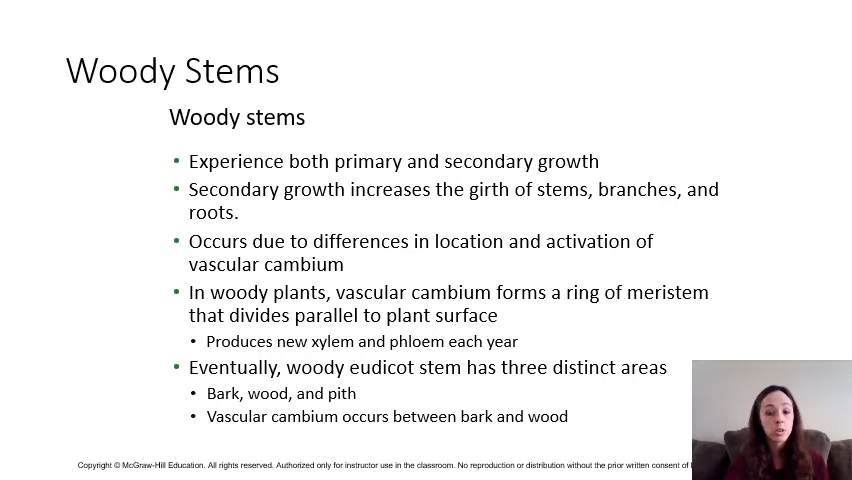 Woody Stems
Woody stems
• Experience both primary and secondary growth
• Secondary growth increases the girth of stems, branches, and
roots.
• Occurs due to differences in location and activation of
vascular cambium
• In woody plants, vascular cambium forms a ring of meristem
that divides parallel to plant surface
• Produces new xylem and phloem each year
• Eventually, woody eudicot stem has three distinct areas
• Bark, wood, and pith
• Vascular cambium occurs between bark and wood
Copyright © McGraw-Hill Education. All rights reserved. Authorized only for instructor use in the classroom. No reproduction or distribution without the prior written consent of